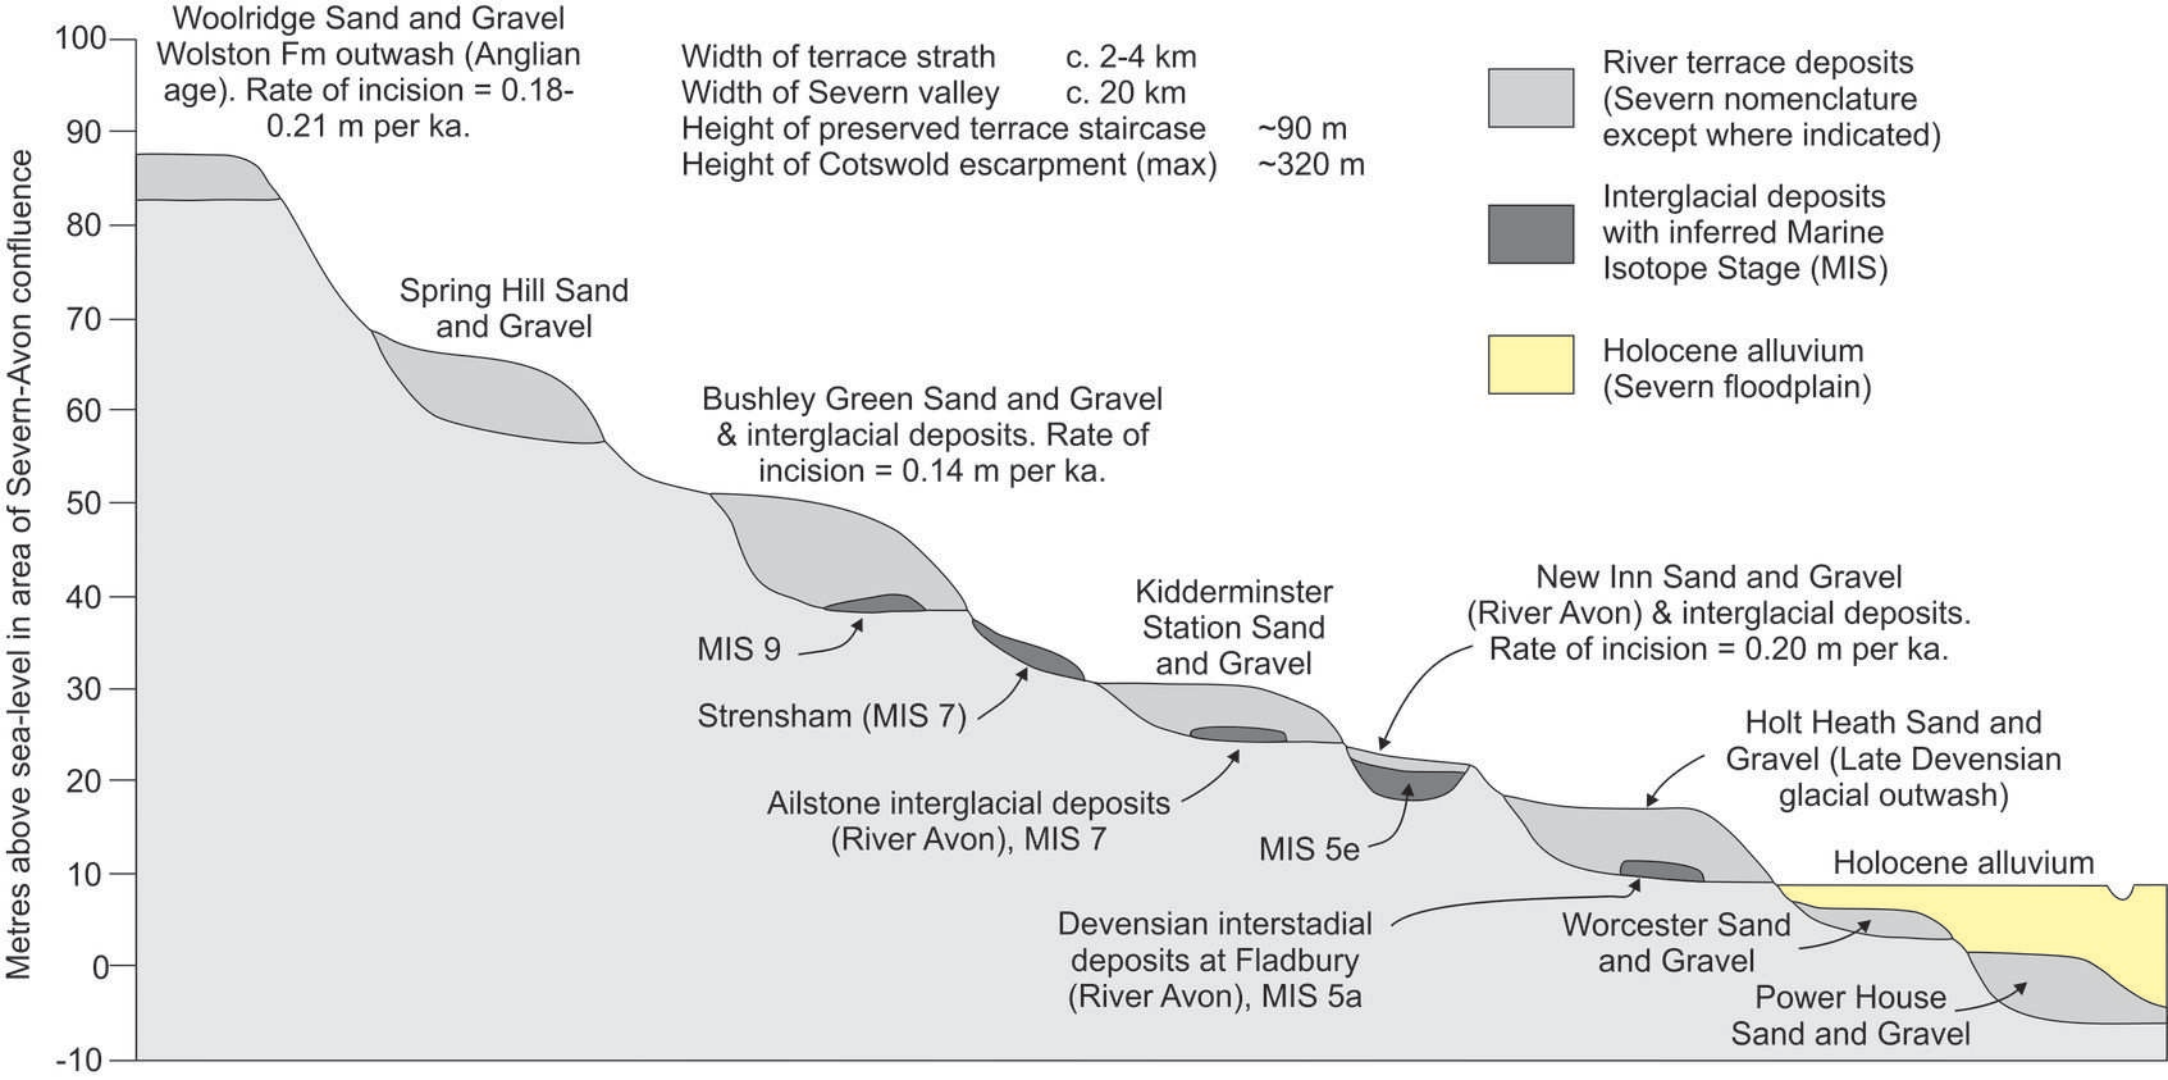 Metres above sea-level in area of Severn-Avon confluence
100
90
80
70
60
50
40
30
20
10
0
-10
Woolridge Sand and Gravel
Wolston Fm outwash (Anglian
age). Rate of incision = 0.18-
0.21 m per ka.
Width of terrace strath c. 2-4 km
Width of Severn valley c. 20 km
Height of preserved terrace staircase ~90 m
Height of Cotswold escarpment (max) ~320 m
River terrace deposits
(Severn nomenclature
except where indicated)
Interglacial deposits
with inferred Marine
Isotope Stage (MIS)
Holocene alluvium
(Severn floodplain)
Spring Hill Sand
and Gravel
Bushley Green Sand and Gravel
& interglacial deposits. Rate of
incision = 0.14 m per ka.
MIS 9
Strensham (MIS 7)
Kidderminster
Station Sand
and Gravel
Ailstone interglacial deposits
(River Avon), MIS 7
New Inn Sand and Gravel
(River Avon) & interglacial deposits.
Rate of incision = 0.20 m per ka.
MIS 5e
Holt Heath Sand and
Gravel (Late Devensian
glacial outwash)
Devensian interstadial
deposits at Fladbury
(River Avon), MIS 5a
Holocene alluvium
Worcester Sand
and Gravel
Power House
Sand and Gravel